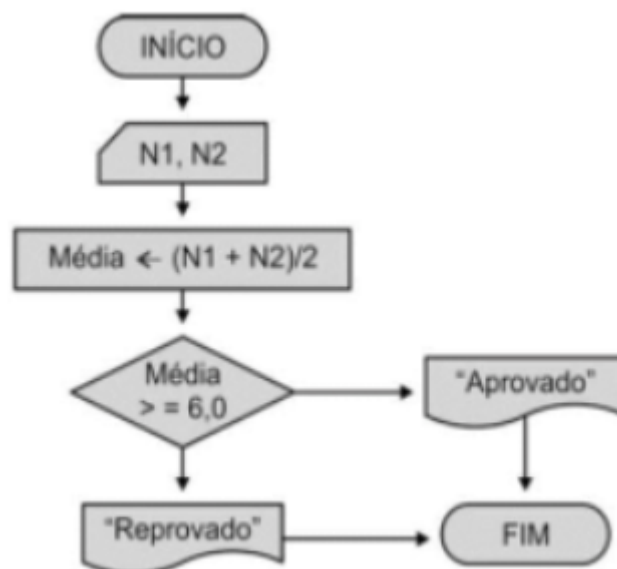 INÍCIO
N1, N2
Média ← (N1 + N2)/2
Média
> = 6,0
“Aprovado”
“Reprovado”
FIM